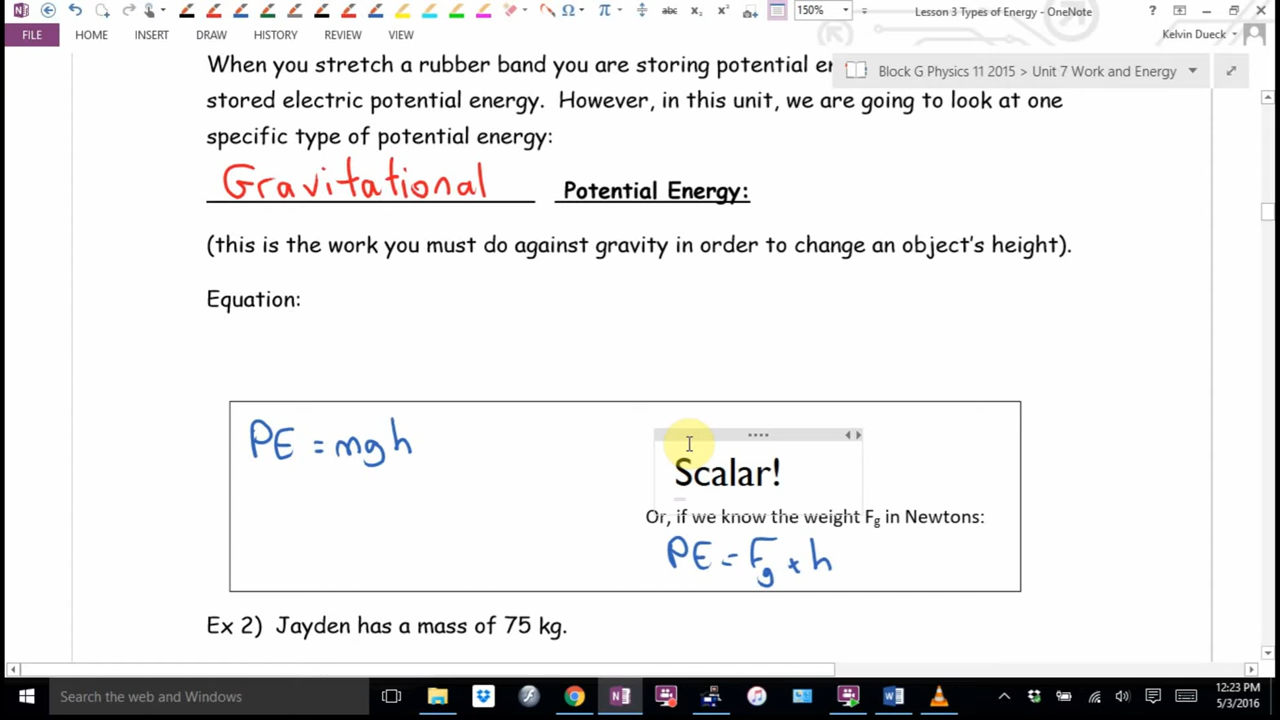 150%
Lesson 3 Types of Energy - OneNote
FILE HOME INSERT DRAW HISTORY REVIEW VIEW
Kelvin Dueck
When you stretch a rubber band you are storing potential
Block G Physics 11 2015 > Unit 7 Work and Energy
stored electric potential energy. However, in this unit, we are going to look at one
specific type of potential energy:
Gravitational Potential Energy:
(this is the work you must do against gravity in order to change an object's height).
Equation:
PE = mgh
Scalar!
Or, if we know the weight Fg in Newtons:
PE = Fg * h
Ex 2) Jayden has a mass of 75 kg.
Search the web and Windows
12:23 PM
5/3/2016